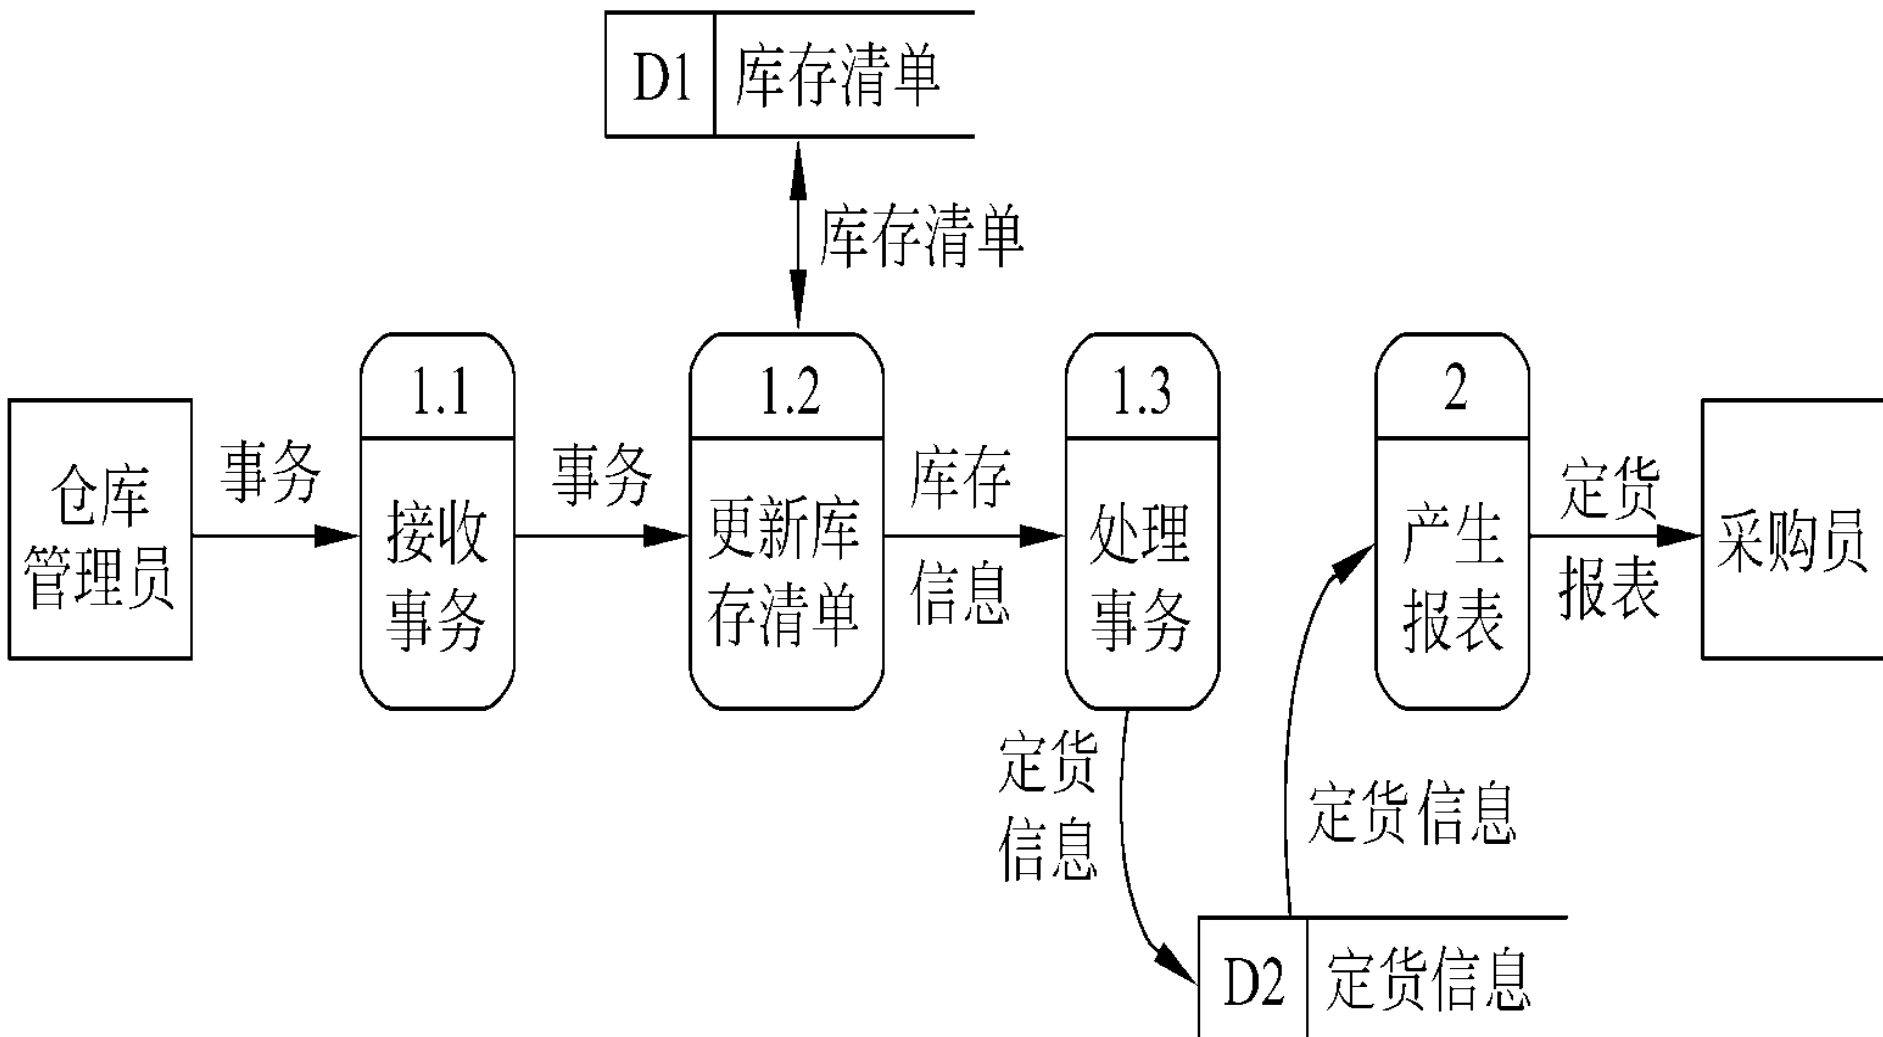 D1 库存清单
库存清单
1.1
1.2
1.3
2
仓库
管理员
事务
接收
事务
事务
更新库
存清单
库存
信息
处理
事务
产生
报表
定货
报表
采购员
定货
信息
定货信息
D2 定货信息